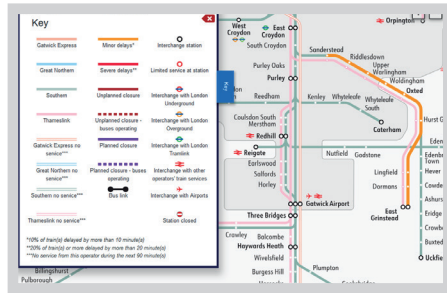 Key
Gatwick Express
Minor delays*
Interchange station
Great Northern
Severe delays**
Limited service at station
Southern
Unplanned closure
Interchange with London
Underground
Thameslink
Unplanned closure -
buses operating
Interchange with London
Overground
Gatwick Express no
service***
Planned closure
Interchange with London
Tramlink
Great Northern no
service***
Planned closure - buses
operating
Interchange with other
operators' train services
Southern no service***
Bus link
Interchange with Airports
Thameslink no service***
Station closed
*10% of train(s) delayed by more than 10 minute(s)
**20% of train(s) or more delayed by more than 20 minute(s)
***No service from this operator during the next 90 minute(s)
Key
West
Croydon
East
Croydon
Orpington
South Croydon
Sanderstead
Riddlesdown
Upper
Warlingham
Purley Oaks
Purley
Woldingham
Oxted
Reedham
Kenley
Whyteleafe
Whyteleafe
South
Coulsdon South
Merstham
Caterham
Hurst G
Redhill
Reigate
Nutfield
Godstone
Eden
Earlswood
Salfords
Horley
Lingfield
Dormans
Edenb
Town
Hever
Cowde
Ashurs
Gatwick Airport
East
Grinstead
Eridge
Three Bridges
Crowb
Crawley
Balcombe
Buxted
Haywards Heath
Uckfie
Wivelsfield
Burgess Hill
Plumpton
Billingshurst
Pulborough